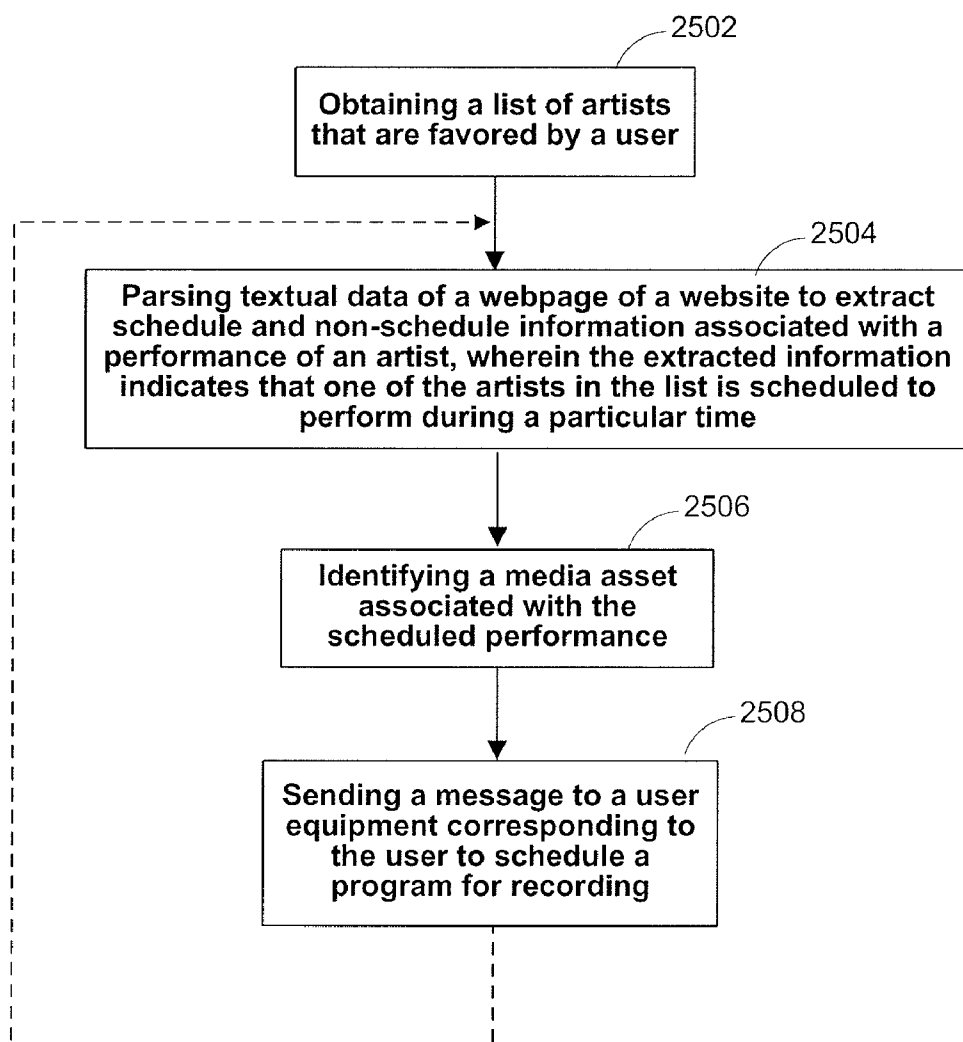 2502
Obtaining a list of artists
that are favored by a user
2504
Parsing textual data of a webpage of a website to extract
schedule and non-schedule information associated with a
performance of an artist, wherein the extracted information
indicates that one of the artists in the list is scheduled to
perform during a particular time
2506
Identifying a media asset
associated with the
scheduled performance
2508
Sending a message to a user
equipment corresponding to
the user to schedule a
program for recording